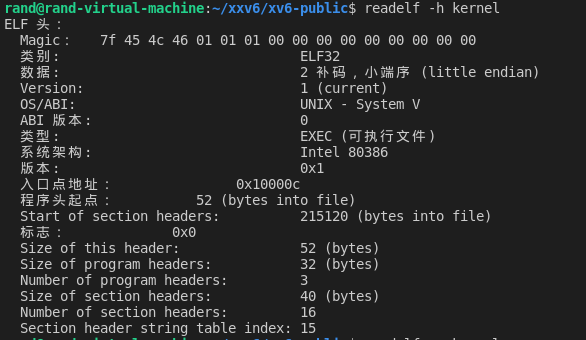 rand@rand-virtual-machine:~/xxv6/xv6-public$ readelf -h kernel
ELF 头：
  Magic：   7f 45 4c 46 01 01 01 00 00 00 00 00 00 00 00 00
  类别:                              ELF32
  数据:                              2 补码，小端序 (little endian)
  Version:                           1 (current)
  OS/ABI:                            UNIX - System V
  ABI 版本:                          0
  类型:                              EXEC (可执行文件)
  系统架构:                          Intel 80386
  版本:                              0x1
  入口点地址：               0x10000c
  程序头起点：          52 (bytes into file)
  Start of section headers:          215120 (bytes into file)
  标志：             0x0
  Size of this header:               52 (bytes)
  Size of program headers:           32 (bytes)
  Number of program headers:         3
  Size of section headers:           40 (bytes)
  Number of section headers:         16
  Section header string table index: 15